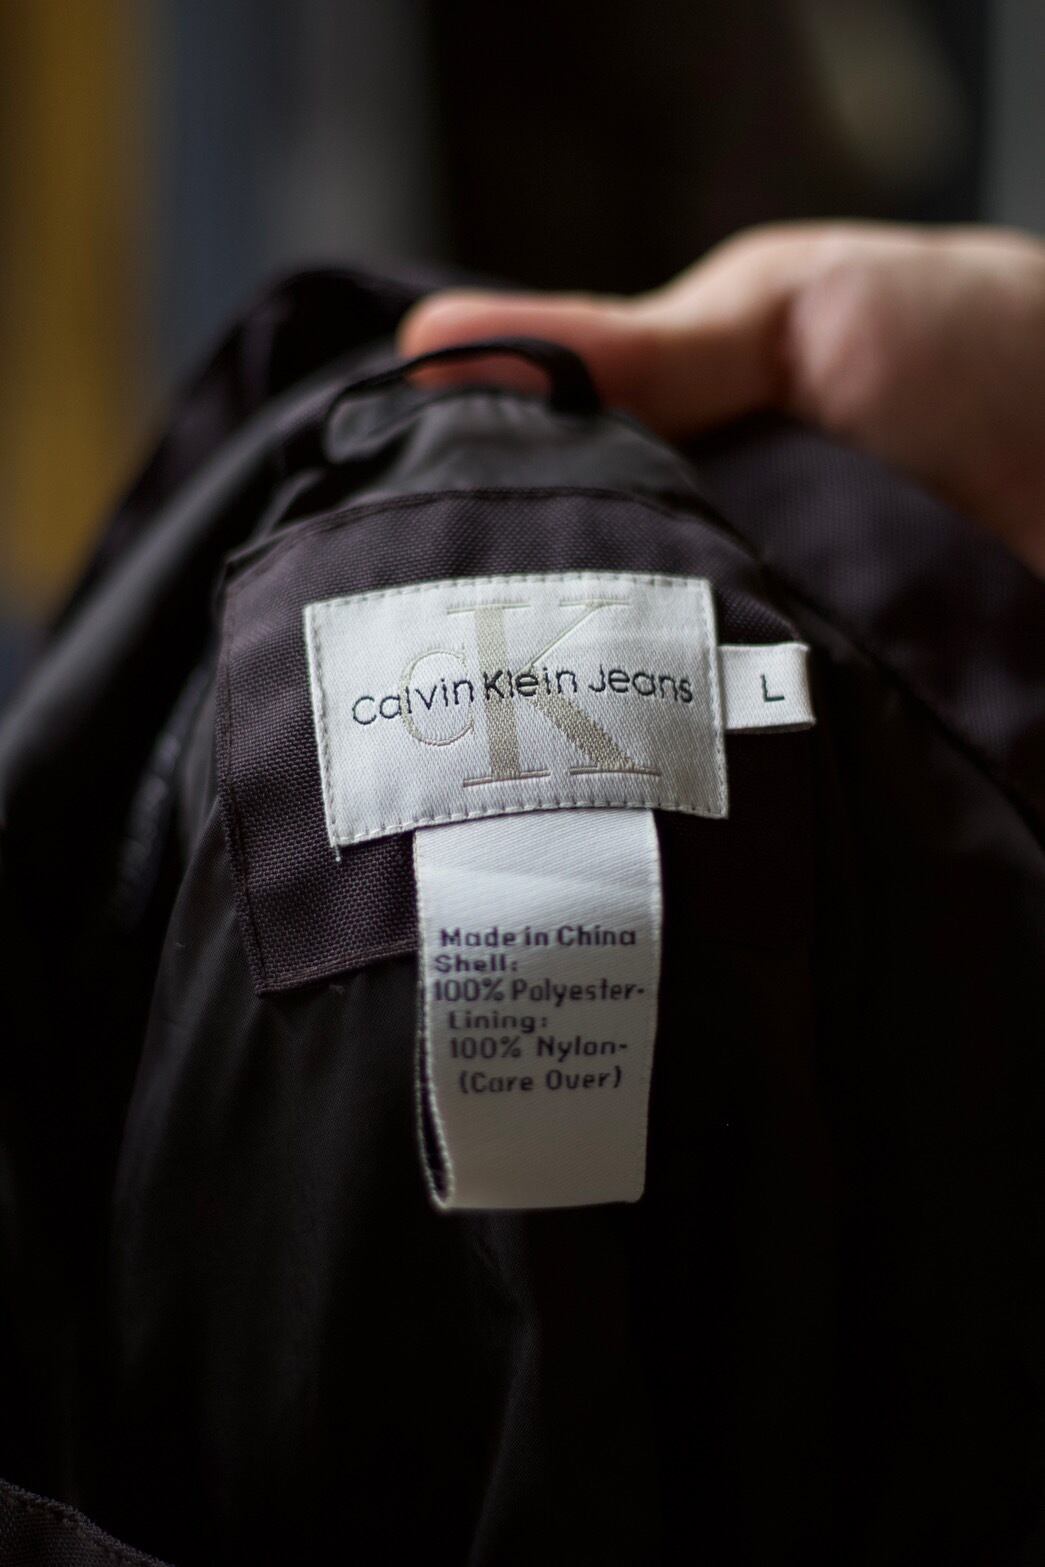 CK
Calvin Klein Jeans
L
Made in China
Shell:
100% Polyester-
Lining:
100% Nylon-
(Care Over)